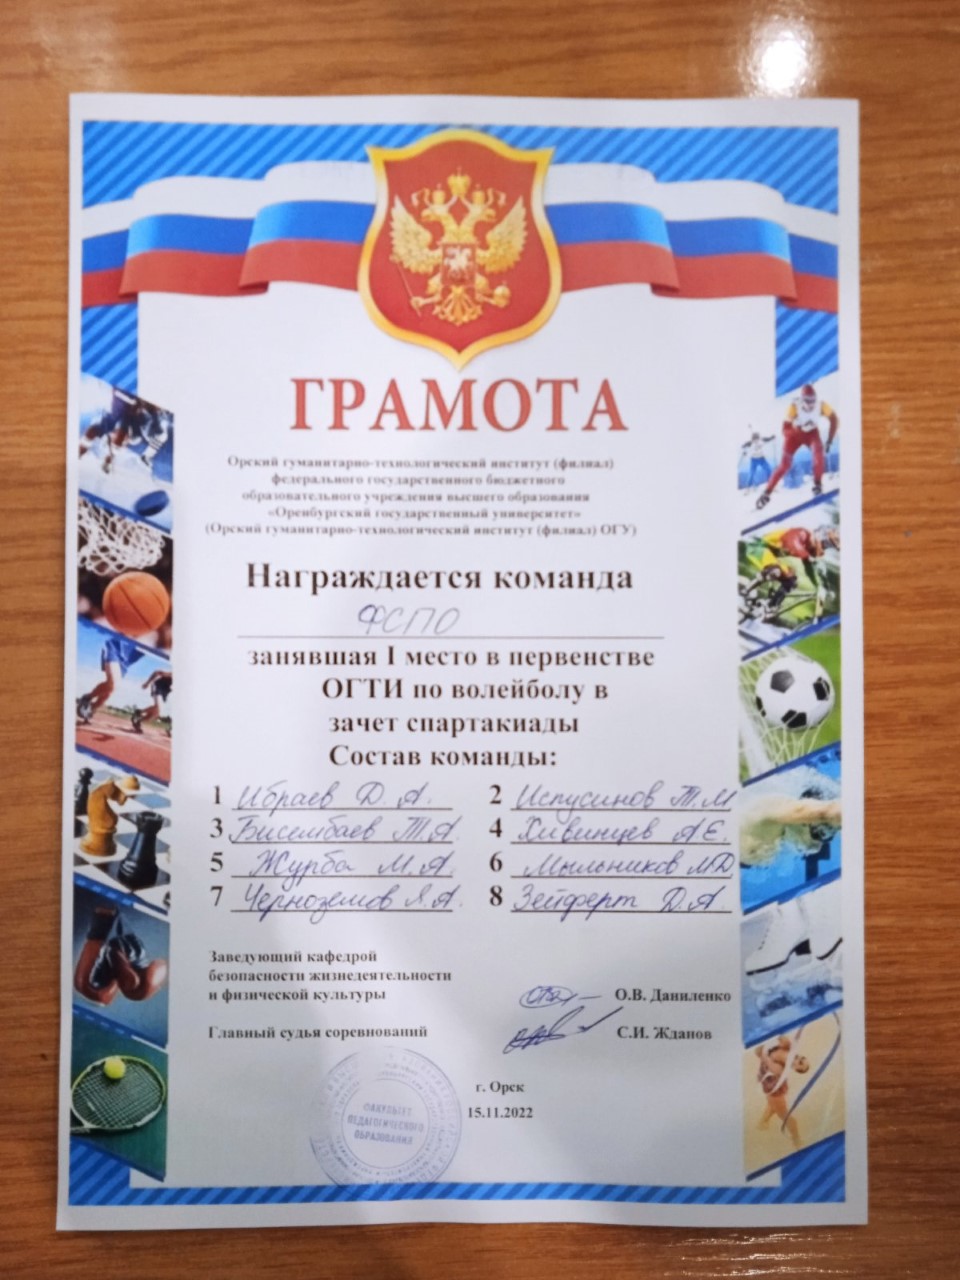 ГРАМОТА
Орский гуманитарно-технологический институт (филиал)
федерального государственного бюджетного
образовательного учреждения высшего образования
«Оренбургский государственный университет»
(Орский гуманитарно-технологический институт (филиал) ОГУ)
Награждается команда
ФСПО
занявшая I место в первенстве
ОГТИ по волейболу в
зачет спартакиады
Состав команды:
1 Ибраев Д. А. 2 Испусинов Т.М
3 Бисембаев Т.А. 4 Хивинцев А.Е.
5 Журба М.А. 6 Мыльников М.Д
7 Черноземов Я.А. 8 Зейферт Д.А.
Заведующий кафедрой
безопасности жизнедеятельности
и физической культуры О.В. Даниленко
Главный судья соревнований С.И. Жданов
г. Орск
15.11.2022
ФАКУЛЬТЕТ
ПЕДАГОГИЧЕСКОГО
ОБРАЗОВАНИЯ